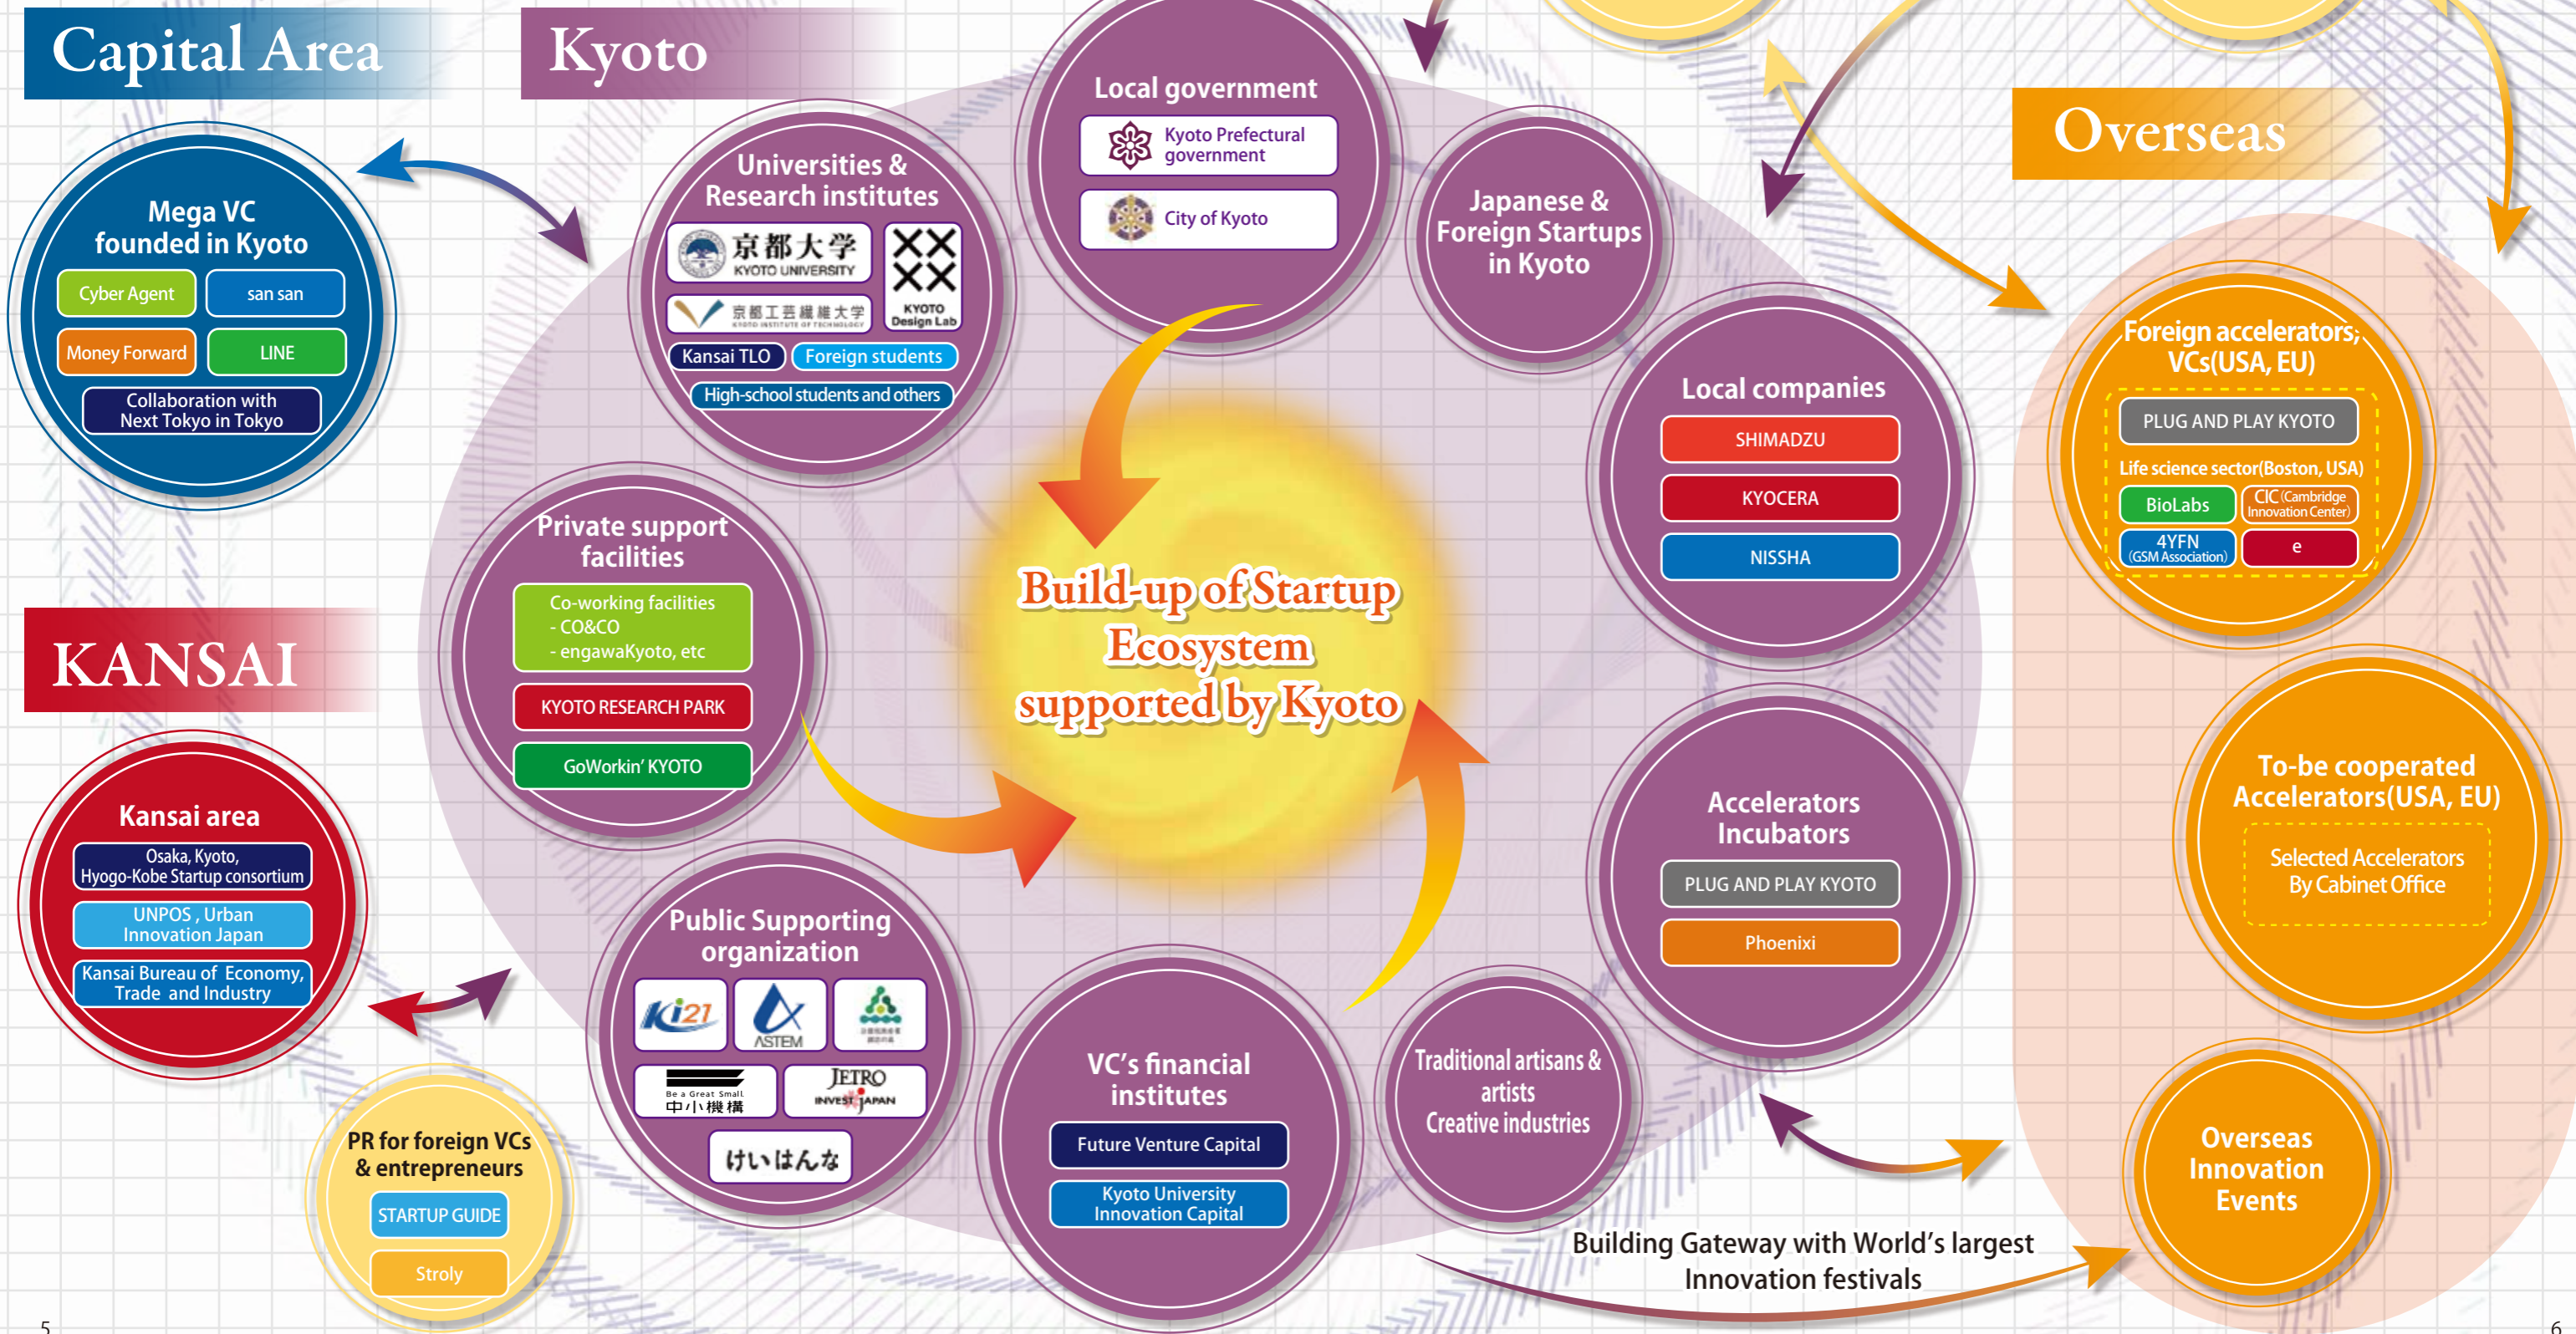 Capital Area
Mega VC
founded in Kyoto
Cyber Agent
san san
Money Forward
LINE
Collaboration with
Next Tokyo in Tokyo
KANSAI
Kansai area
Osaka, Kyoto,
Hyogo-Kobe Startup consortium
UNPOS , Urban
Innovation Japan
Kansai Bureau of Economy,
Trade and Industry
PR for foreign VCs
& entrepreneurs
STARTUP GUIDE
Stroly
Kyoto
Universities &
Research institutes
京都大学
KYOTO UNIVERSITY
京都工芸繊維大学
KYOTO INSTITUTE OF TECHNOLOGY
KYOTO
Design Lab
Kansai TLO
Foreign students
High-school students and others
Local government
Kyoto Prefectural
government
City of Kyoto
Japanese &
Foreign Startups
in Kyoto
Local companies
SHIMADZU
KYOCERA
NISSHA
Private support
facilities
Co-working facilities
- CO&CO
- engawaKyoto, etc
KYOTO RESEARCH PARK
GoWorkin’ KYOTO
Build-up of Startup
Ecosystem
supported by Kyoto
Accelerators
Incubators
PLUG AND PLAY KYOTO
Phoenixi
Public Supporting
organization
Ki21
ASTEM
Be a Great Small.
中小機構
JETRO
INVEST JAPAN
けいはんな
VC’s financial
institutes
Future Venture Capital
Kyoto University
Innovation Capital
Traditional artisans &
artists
Creative industries
Building Gateway with World’s largest
Innovation festivals
Overseas
Foreign accelerators,
VCs(USA, EU)
PLUG AND PLAY KYOTO
Life science sector(Boston, USA)
BioLabs
CIC (Cambridge
Innovation Center)
4YFN
(GSM Association)
e
To-be cooperated
Accelerators(USA, EU)
Selected Accelerators
By Cabinet Office
Overseas
Innovation
Events
5
6